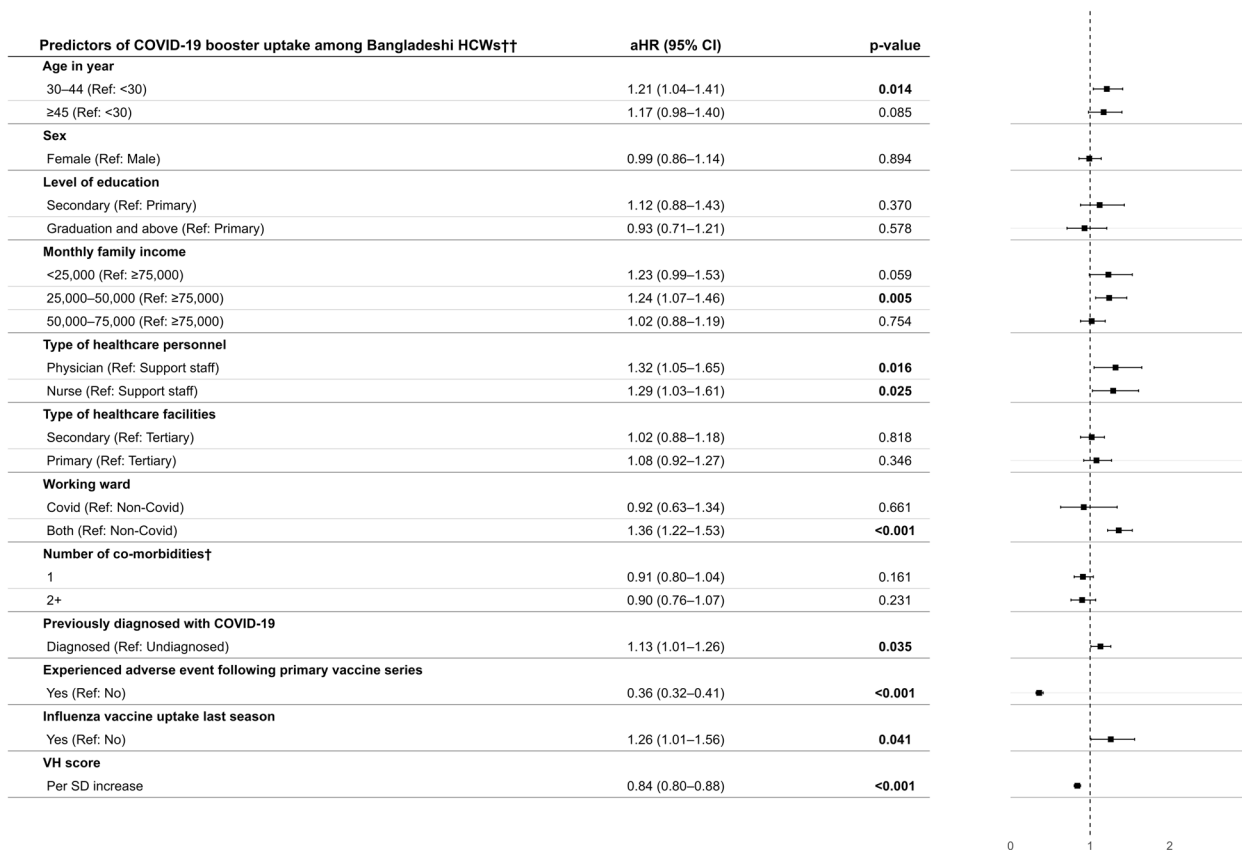 Predictors of COVID-19 booster uptake among Bangladeshi HCWs†† aHR (95% CI) p-value
Age in year
30–44 (Ref: <30) 1.21 (1.04–1.41) 0.014
≥45 (Ref: <30) 1.17 (0.98–1.40) 0.085
Sex
Female (Ref: Male) 0.99 (0.86–1.14) 0.894
Level of education
Secondary (Ref: Primary) 1.12 (0.88–1.43) 0.370
Graduation and above (Ref: Primary) 0.93 (0.71–1.21) 0.578
Monthly family income
<25,000 (Ref: ≥75,000) 1.23 (0.99–1.53) 0.059
25,000–50,000 (Ref: ≥75,000) 1.24 (1.07–1.46) 0.005
50,000–75,000 (Ref: ≥75,000) 1.02 (0.88–1.19) 0.754
Type of healthcare personnel
Physician (Ref: Support staff) 1.32 (1.05–1.65) 0.016
Nurse (Ref: Support staff) 1.29 (1.03–1.61) 0.025
Type of healthcare facilities
Secondary (Ref: Tertiary) 1.02 (0.88–1.18) 0.818
Primary (Ref: Tertiary) 1.08 (0.92–1.27) 0.346
Working ward
Covid (Ref: Non-Covid) 0.92 (0.63–1.34) 0.661
Both (Ref: Non-Covid) 1.36 (1.22–1.53) <0.001
Number of co-morbidities†
1 0.91 (0.80–1.04) 0.161
2+ 0.90 (0.76–1.07) 0.231
Previously diagnosed with COVID-19
Diagnosed (Ref: Undiagnosed) 1.13 (1.01–1.26) 0.035
Experienced adverse event following primary vaccine series
Yes (Ref: No) 0.36 (0.32–0.41) <0.001
Influenza vaccine uptake last season
Yes (Ref: No) 1.26 (1.01–1.56) 0.041
VH score
Per SD increase 0.84 (0.80–0.88) <0.001
0 1 2